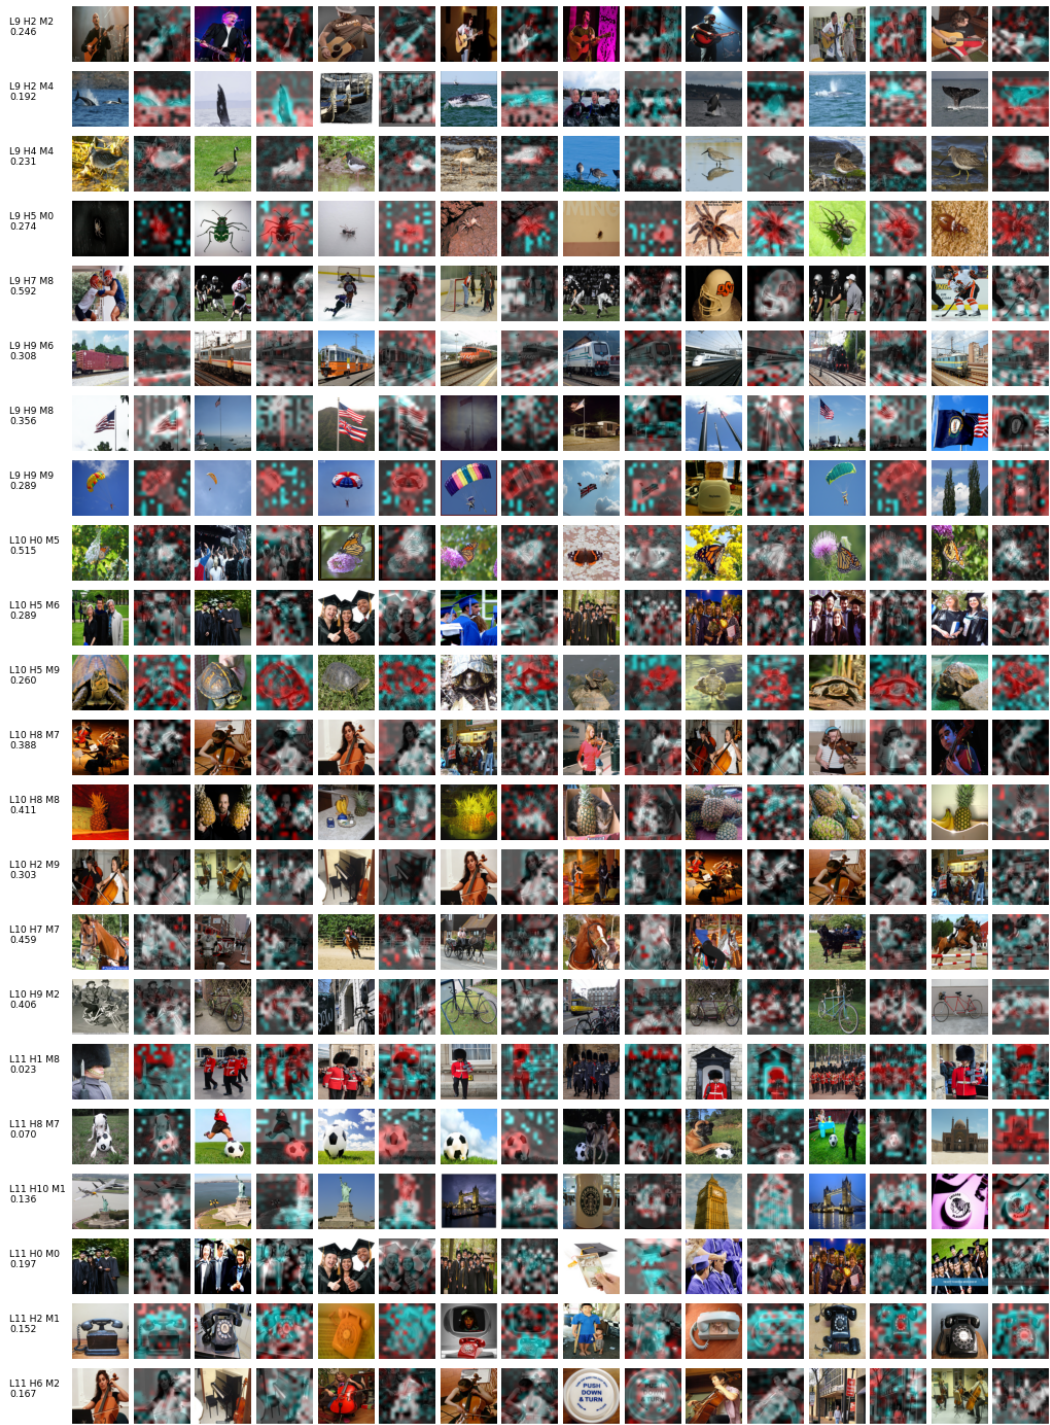 L9 H2 M2
0.246
L9 H2 M4
0.192
L9 H4 M4
0.231
L9 H5 M0
0.274
L9 H7 M8
0.592
L9 H9 M6
0.308
L9 H9 M8
0.356
L9 H9 M9
0.289
L10 H0 M5
0.515
L10 H5 M6
0.289
L10 H5 M9
0.260
L10 H8 M7
0.388
L10 H8 M8
0.411
L10 H2 M9
0.303
L10 H7 M7
0.459
L10 H9 M2
0.406
L11 H1 M8
0.023
L11 H8 M7
0.070
L11 H10 M1
0.136
L11 H0 M0
0.197
L11 H2 M1
0.152
L11 H6 M2
0.167
PUSH
DOWN
& TURN